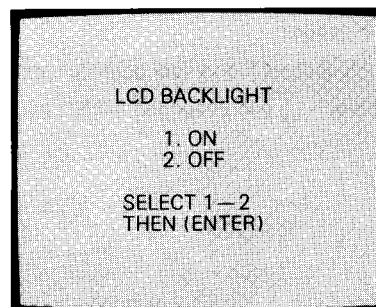 LCD BACKLIGHT
1. ON
2. OFF
SELECT 1—2
THEN (ENTER)